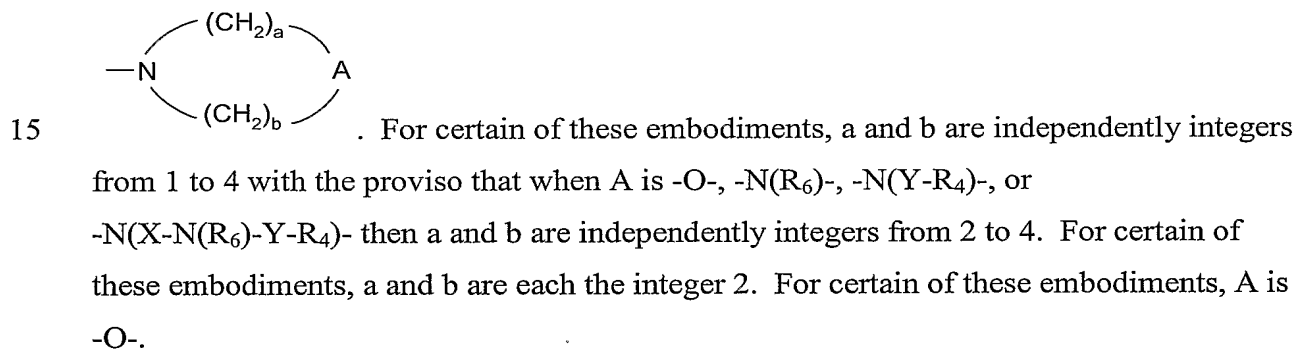 (CH₂)ₐ
—N A
(CH₂)b
15 . For certain of these embodiments, a and b are independently integers
from 1 to 4 with the proviso that when A is -O-, -N(R₆)-, -N(Y-R₄)-, or
-N(X-N(R₆)-Y-R₄)- then a and b are independently integers from 2 to 4. For certain of
these embodiments, a and b are each the integer 2. For certain of these embodiments, A is
-O-.